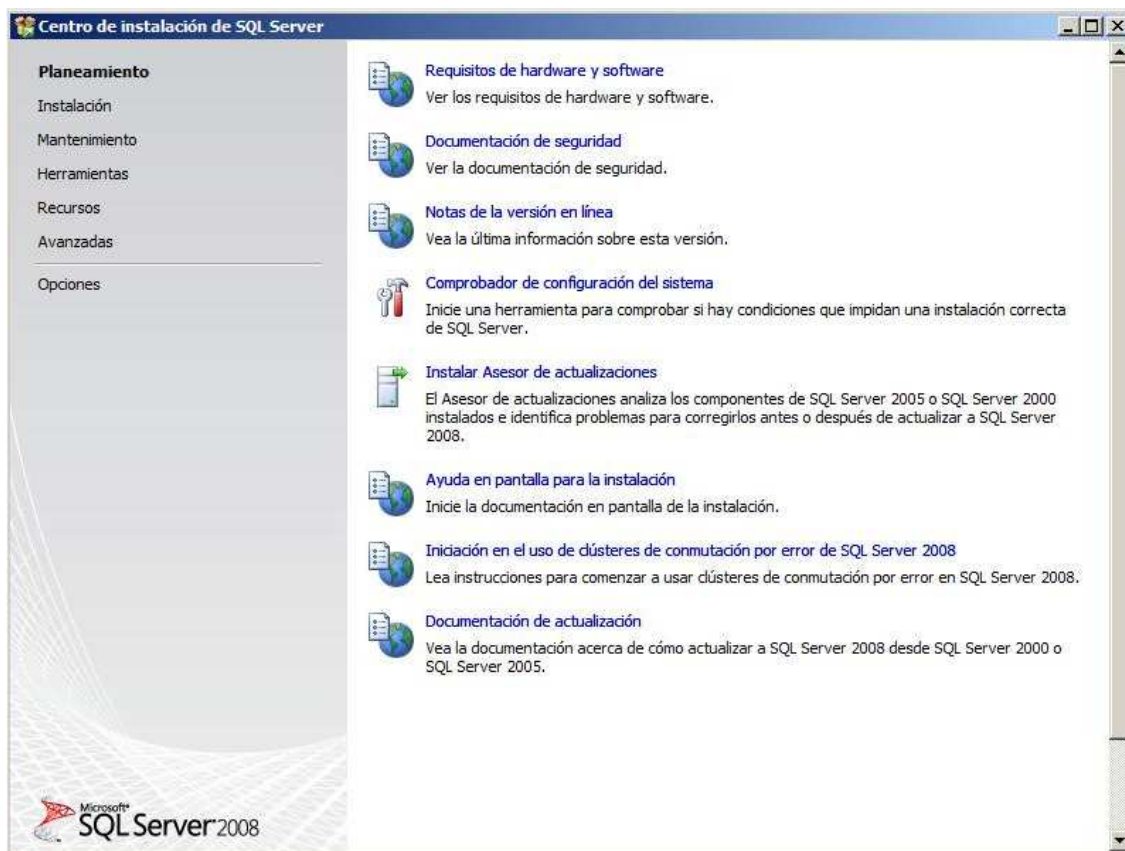 Centro de instalación de SQL Server
Planeamiento
Instalación
Mantenimiento
Herramientas
Recursos
Avanzadas
Opciones
Requisitos de hardware y software
Ver los requisitos de hardware y software.
Documentación de seguridad
Ver la documentación de seguridad.
Notas de la versión en línea
Vea la última información sobre esta versión.
Comprobador de configuración del sistema
Inicie una herramienta para comprobar si hay condiciones que impidan una instalación correcta
de SQL Server.
Instalar Asesor de actualizaciones
El Asesor de actualizaciones analiza los componentes de SQL Server 2005 o SQL Server 2000
instalados e identifica problemas para corregirlos antes o después de actualizar a SQL Server
2008.
Ayuda en pantalla para la instalación
Inicie la documentación en pantalla de la instalación.
Iniciación en el uso de clústeres de conmutación por error de SQL Server 2008
Lea instrucciones para comenzar a usar clústeres de conmutación por error en SQL Server 2008.
Documentación de actualización
Vea la documentación acerca de cómo actualizar a SQL Server 2008 desde SQL Server 2000 o
SQL Server 2005.
Microsoft®
SQL Server 2008